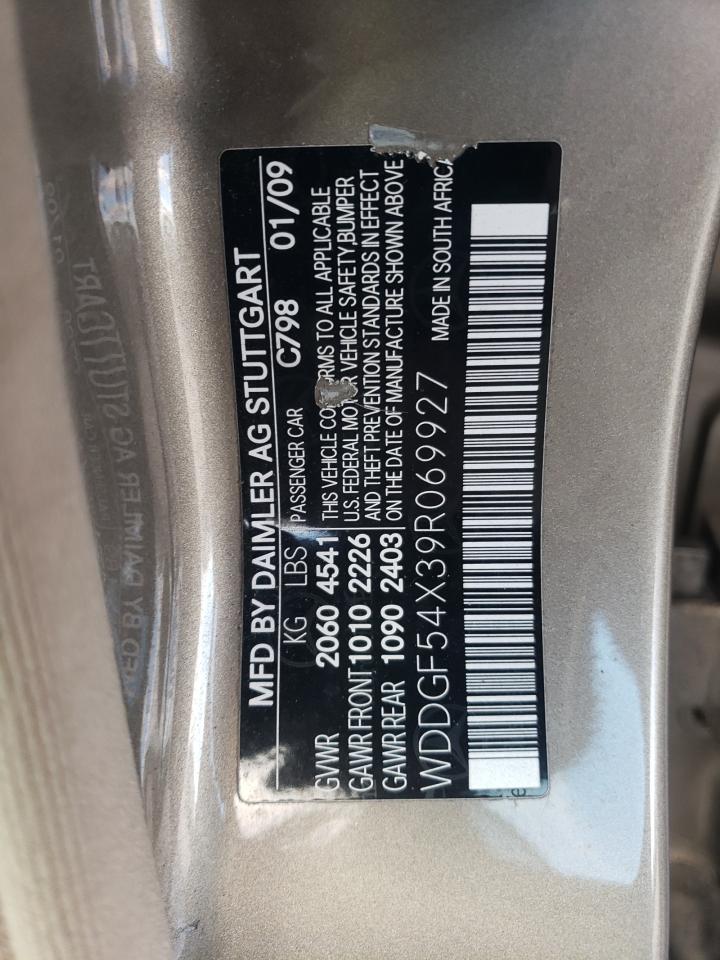 MFD BY DAIMLER AG STUTTGART
KG LBS PASSENGER CAR C798 01/09
GVWR 2060 4541 THIS VEHICLE CONFORMS TO ALL APPLICABLE
GAWR FRONT 1010 2226 U.S. FEDERAL MOTOR VEHICLE SAFETY,BUMPER
AND THEFT PREVENTION STANDARDS IN EFFECT
GAWR REAR 1090 2403 ON THE DATE OF MANUFACTURE SHOWN ABOVE
WDDGF54X39R069927 MADE IN SOUTH AFRICA
e